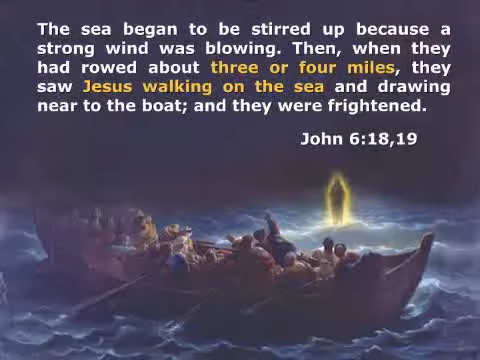 The sea began to be stirred up because a
strong wind was blowing. Then, when they
had rowed about three or four miles, they
saw Jesus walking on the sea and drawing
near to the boat; and they were frightened.
John 6:18,19